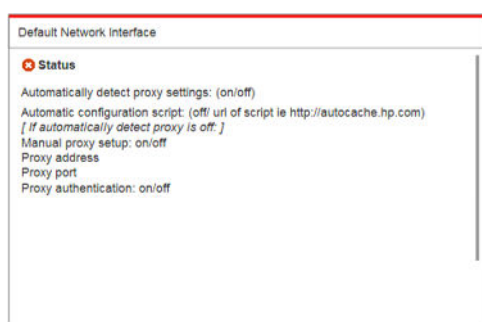 Default Network Interface
Status
Automatically detect proxy settings: (on/off)
Automatic configuration script: (off/ url of script ie http://autocache.hp.com)
[ If automatically detect proxy is off: ]
Manual proxy setup: on/off
Proxy address
Proxy port
Proxy authentication: on/off